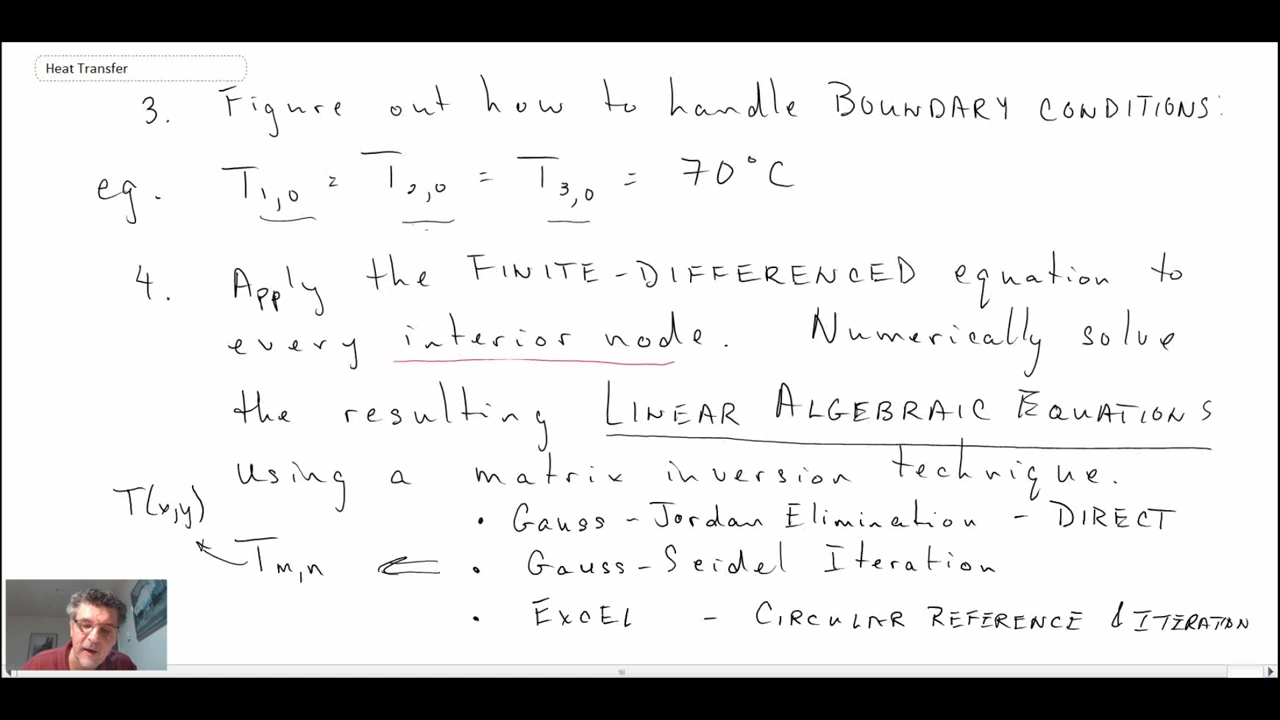 Heat Transfer
3. Figure out how to handle BOUNDARY CONDITIONS:
eg. T1,0 = T2,0 = T3,0 = 70°C
4. Apply the FINITE-DIFFERENCED equation to
every interior node. Numerically solve
the resulting LINEAR ALGEBRAIC EQUATIONS
using a matrix inversion technique.
T(x,y)
• Gauss-Jordan Elimination - DIRECT
Tm,n
• Gauss-Seidel Iteration
• EXCEL - CIRCULAR REFERENCE & ITERATION